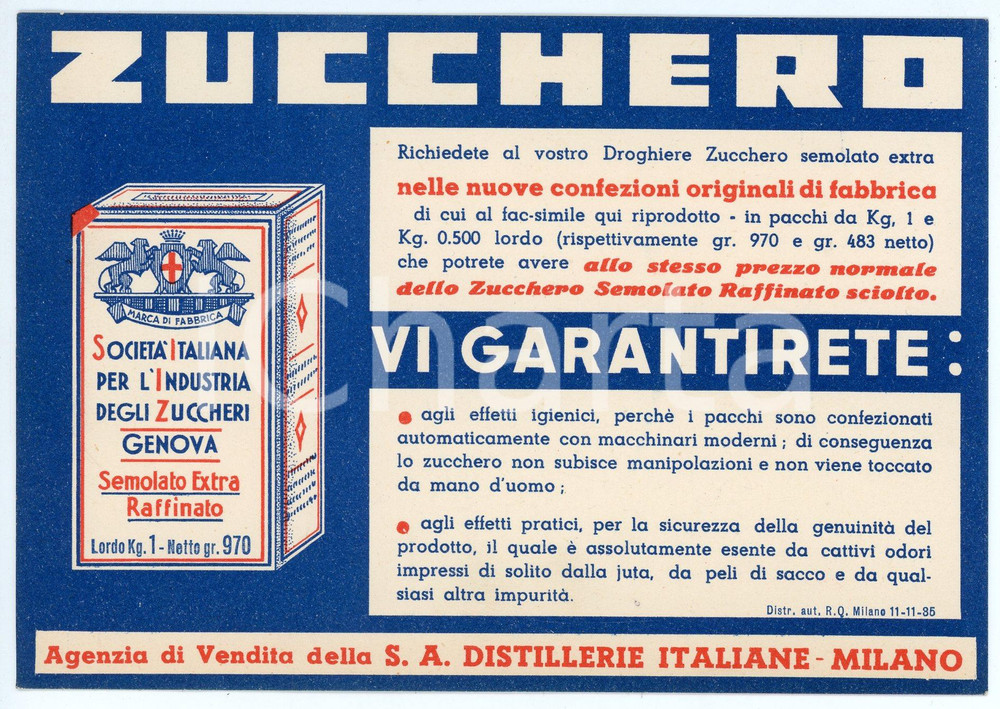 ZUCCHERO
Richiedete al vostro Droghiere Zucchero semolato extra
nelle nuove confezioni originali di fabbrica
di cui al fac-simile qui riprodotto - in pacchi da Kg, 1 e
Kg. 0.500 lordo (rispettivamente gr. 970 e gr. 483 netto)
che potrete avere allo stesso prezzo normale
dello Zucchero Semolato Raffinato sciolto.
VI GARANTIRETE:
agli effetti igienici, perchè i pacchi sono confezionati
automaticamente con macchinari moderni; di conseguenza
lo zucchero non subisce manipolazioni e non viene toccato
da mano d'uomo;
agli effetti pratici, per la sicurezza della genuinità del
prodotto, il quale è assolutamente esente da cattivi odori
impressi di solito dalla juta, da peli di sacco e da qual-
siasi altra impurità.
Distr. aut. R.Q. Milano 11-11-35
MARCA DI FABBRICA
SOCIETA' ITALIANA
PER L'INDUSTRIA
DEGLI ZUCCHERI
GENOVA
Semolato Extra
Raffinato
Lordo Kg. 1 - Netto gr. 970
Agenzia di Vendita della S. A. DISTILLERIE ITALIANE - MILANO
Charta